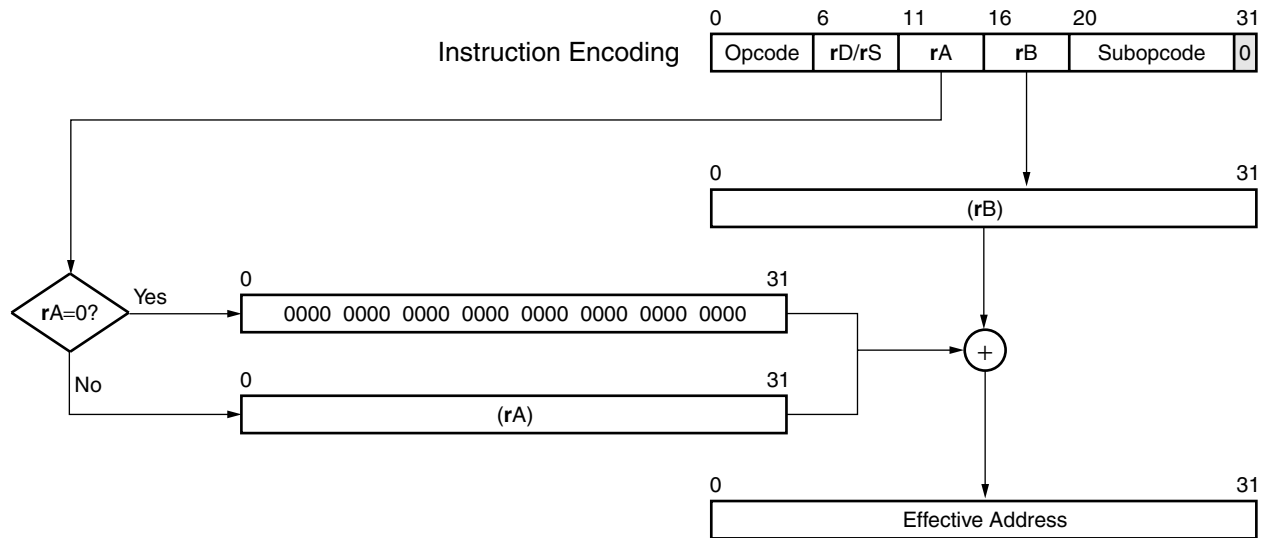 0 6 11 16 20 31
Instruction Encoding Opcode rD/rS rA rB Subopcode 0
0 31
(rB)
0 31
rA=0? Yes 0000 0000 0000 0000 0000 0000 0000 0000
+
No
0 31
(rA)
0 31
Effective Address